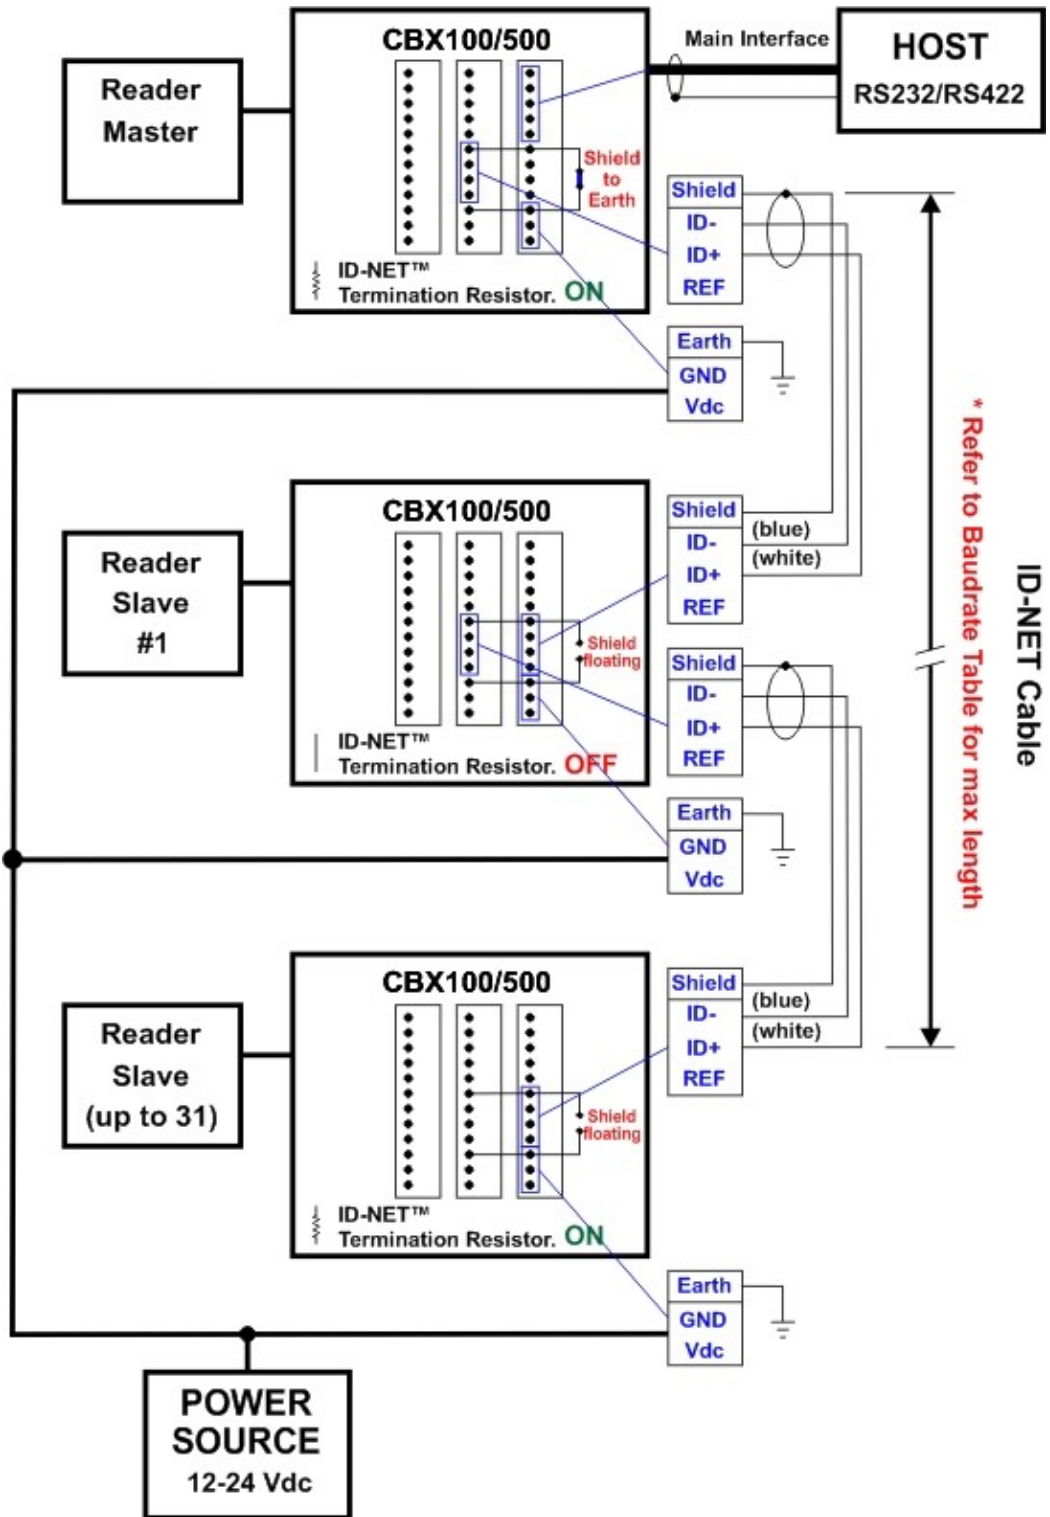 CBX100/500
Main Interface
HOST
RS232/RS422
Reader
Master
Shield
to
Earth
ID-NET™
Termination Resistor. ON
Shield
ID-
ID+
REF
Earth
GND
Vdc
CBX100/500
Reader
Slave
#1
Shield
floating
ID-NET™
Termination Resistor. OFF
Shield
ID-
ID+
REF
(blue)
(white)
Shield
ID-
ID+
REF
Earth
GND
Vdc
CBX100/500
Reader
Slave
(up to 31)
Shield
floating
ID-NET™
Termination Resistor. ON
Shield
ID-
ID+
REF
(blue)
(white)
Earth
GND
Vdc
* Refer to Baudrate Table for max length
ID-NET Cable
POWER
SOURCE
12-24 Vdc